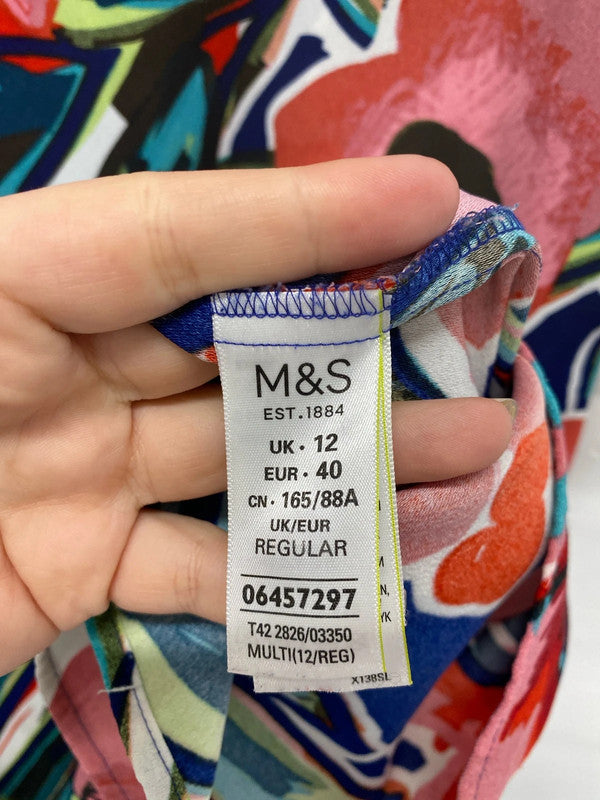 M&S
EST.1884
UK · 12
EUR · 40
CN · 165/88A
UK/EUR
REGULAR
06457297
T42 2826/03350
MULTI(12/REG)
X138SL